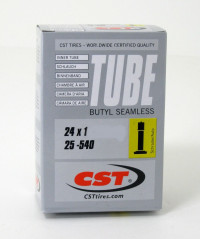 CST TIRES - WORLDWIDE CERTIFIED QUALITY
TUBE
INNER TUBE
SCHLAUCH
BINNENBAND
CHAMBRE A AIR
CAMERA D'ARIA
CAMARA DE AIRE
BUTYL SEAMLESS
24 x 1
25 -540
CST
CSTtires.com